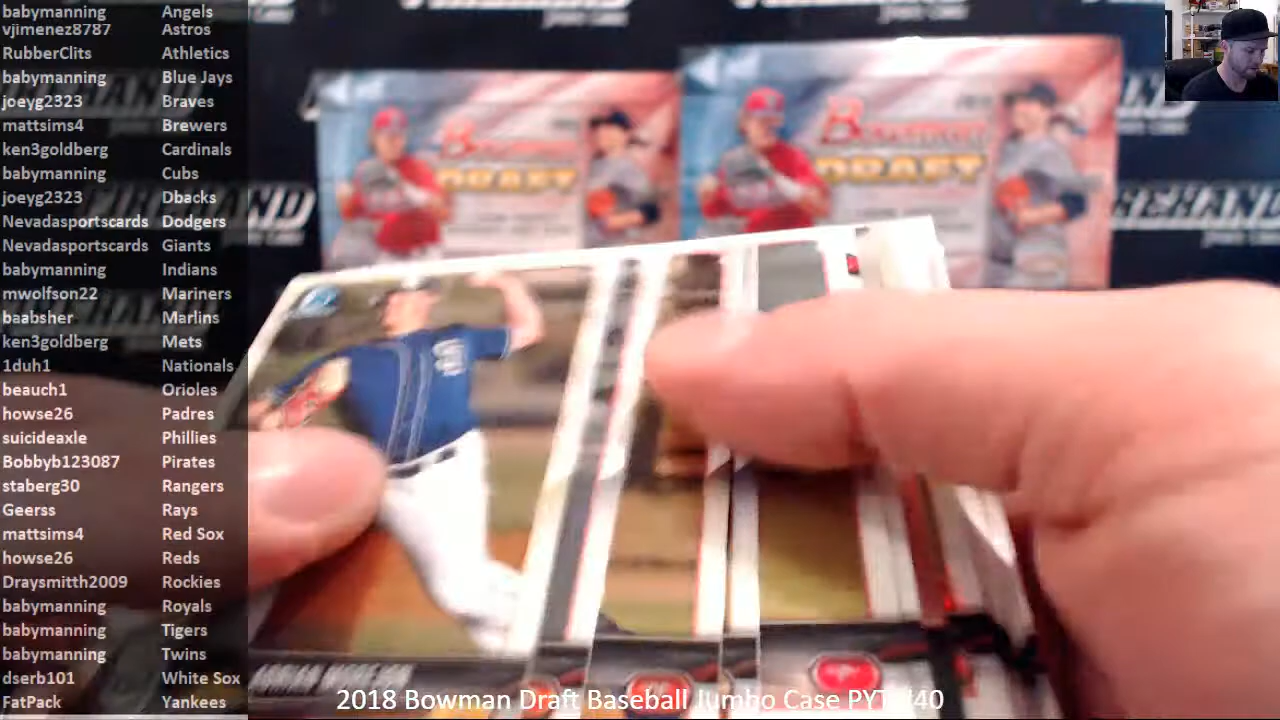 babymanning Angels
vjimenez8787 Astros
RubberClits Athletics
babymanning Blue Jays
joeyg2323 Braves
mattsims4 Brewers
ken3goldberg Cardinals
babymanning Cubs
joeyg2323 Dbacks
Nevadasportscards Dodgers
Nevadasportscards Giants
babymanning Indians
mwolfson22 Mariners
baabsher Marlins
ken3goldberg Mets
1duh1 Nationals
beauch1 Orioles
howse26 Padres
suicideaxle Phillies
Bobbyb123087 Pirates
staberg30 Rangers
Geerss Rays
mattsims4 Red Sox
howse26 Reds
Draysmitth2009 Rockies
babymanning Royals
babymanning Tigers
babymanning Twins
dserb101 White Sox
FatPack Yankees
Bowman
DRAFT
Bowman
DRAFT
FIREHAND
2018 Bowman Draft Baseball Jumbo Case PYT #40